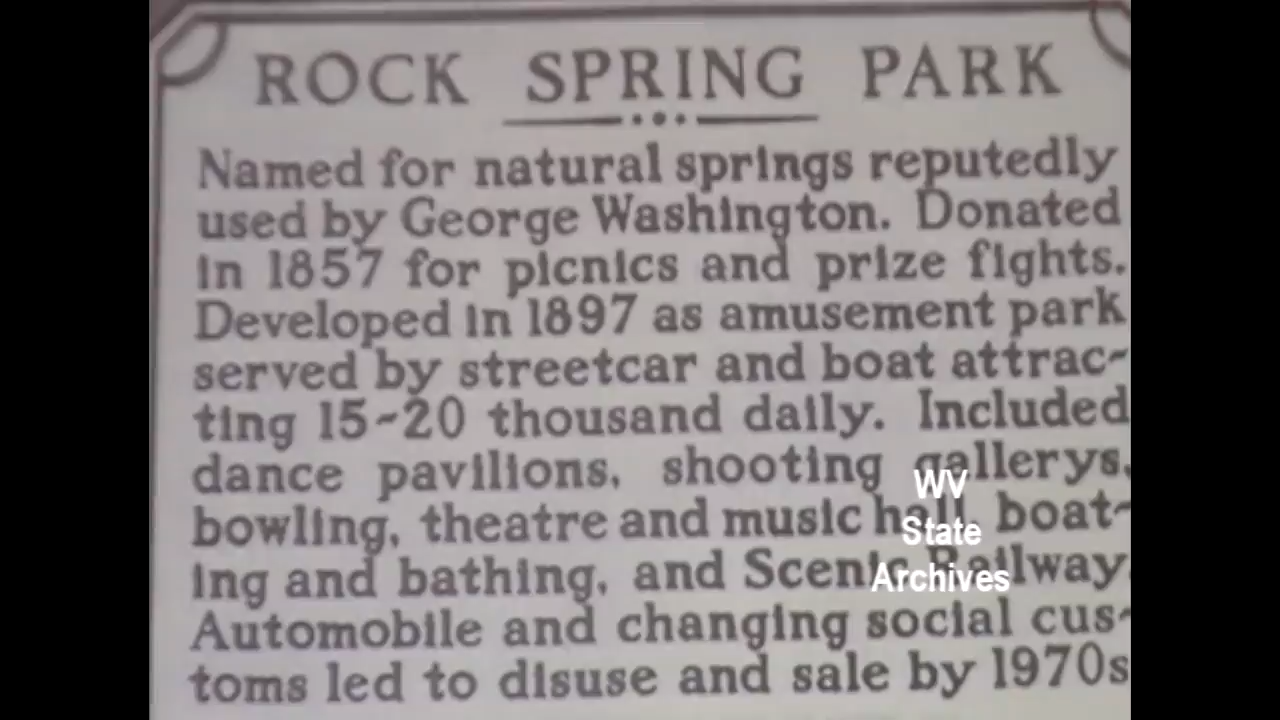 ROCK SPRING PARK
Named for natural springs reputedly
used by George Washington. Donated
in 1857 for picnics and prize fights.
Developed in 1897 as amusement park
served by streetcar and boat attrac-
ting 15-20 thousand daily. Included
dance pavilions, shooting gallerys,
bowling, theatre and music hall, boat-
ing and bathing, and Scenic Railway.
Automobile and changing social cus-
toms led to disuse and sale by 1970s
WV
State
Archives